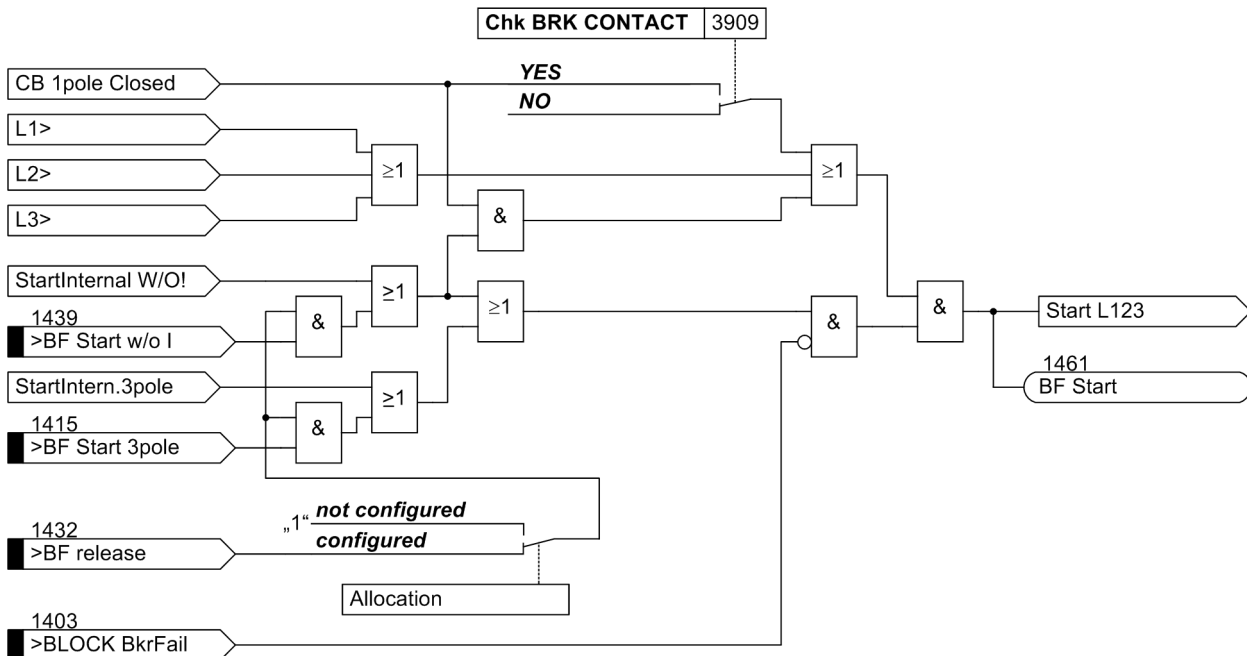 Chk BRK CONTACT 3909
CB 1pole Closed
YES
NO
L1>
L2>
L3>
≥1
≥1
&
StartInternal W/O!
≥1
≥1
&
&
&
1439
>BF Start w/o I
Start L123
StartIntern.3pole
≥1
1461
BF Start
1415
>BF Start 3pole
&
„1“ not configured
configured
1432
>BF release
Allocation
1403
>BLOCK BkrFail